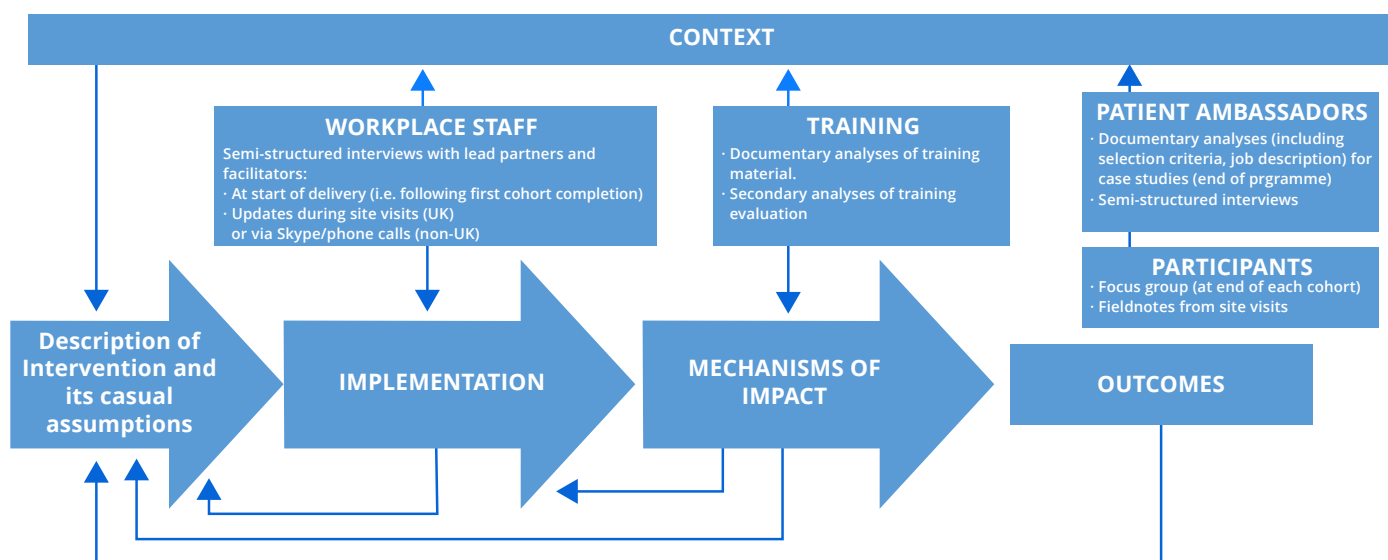 CONTEXT
WORKPLACE STAFF
Semi-structured interviews with lead partners and
facilitators:
· At start of delivery (i.e. following first cohort completion)
· Updates during site visits (UK)
or via Skype/phone calls (non-UK)
TRAINING
· Documentary analyses of training
material.
· Secondary analyses of training
evaluation
PATIENT AMBASSADORS
· Documentary analyses (including
selection criteria, job description) for
case studies (end of prgramme)
· Semi-structured interviews
PARTICIPANTS
· Focus group (at end of each cohort)
· Fieldnotes from site visits
Description of
Intervention and
its casual
assumptions
IMPLEMENTATION
MECHANISMS OF
IMPACT
OUTCOMES